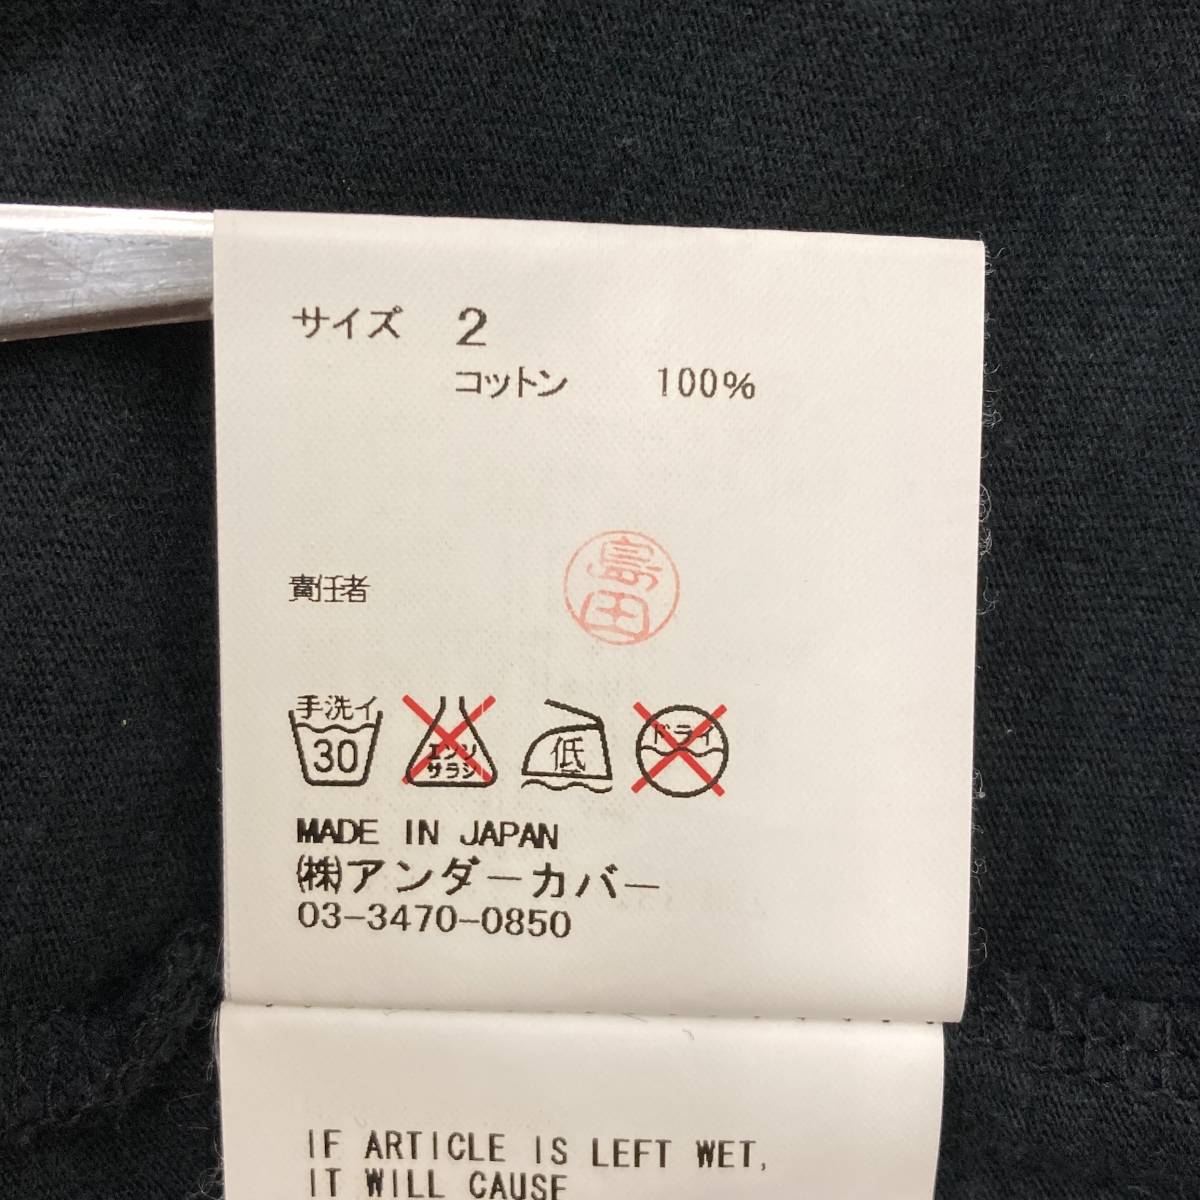 サイズ 2
コットン 100%
責任者
島田
手洗イ
30
エンソ
サラシ
低
ドライ
MADE IN JAPAN
(株)アンダーカバー
03-3470-0850
IF ARTICLE IS LEFT WET,
IT WILL CAUSE